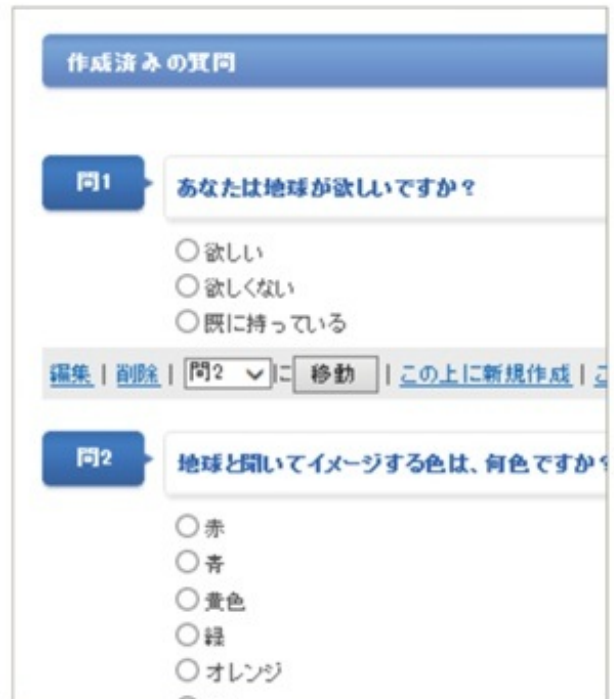 作成済みの質問
問1
あなたは地球が欲しいですか？
欲しい
欲しくない
既に持っている
編集 | 削除 | 問2 に 移動 | この上に新規作成 | こ
問2
地球と聞いてイメージする色は、何色ですか？
赤
青
黄色
緑
オレンジ